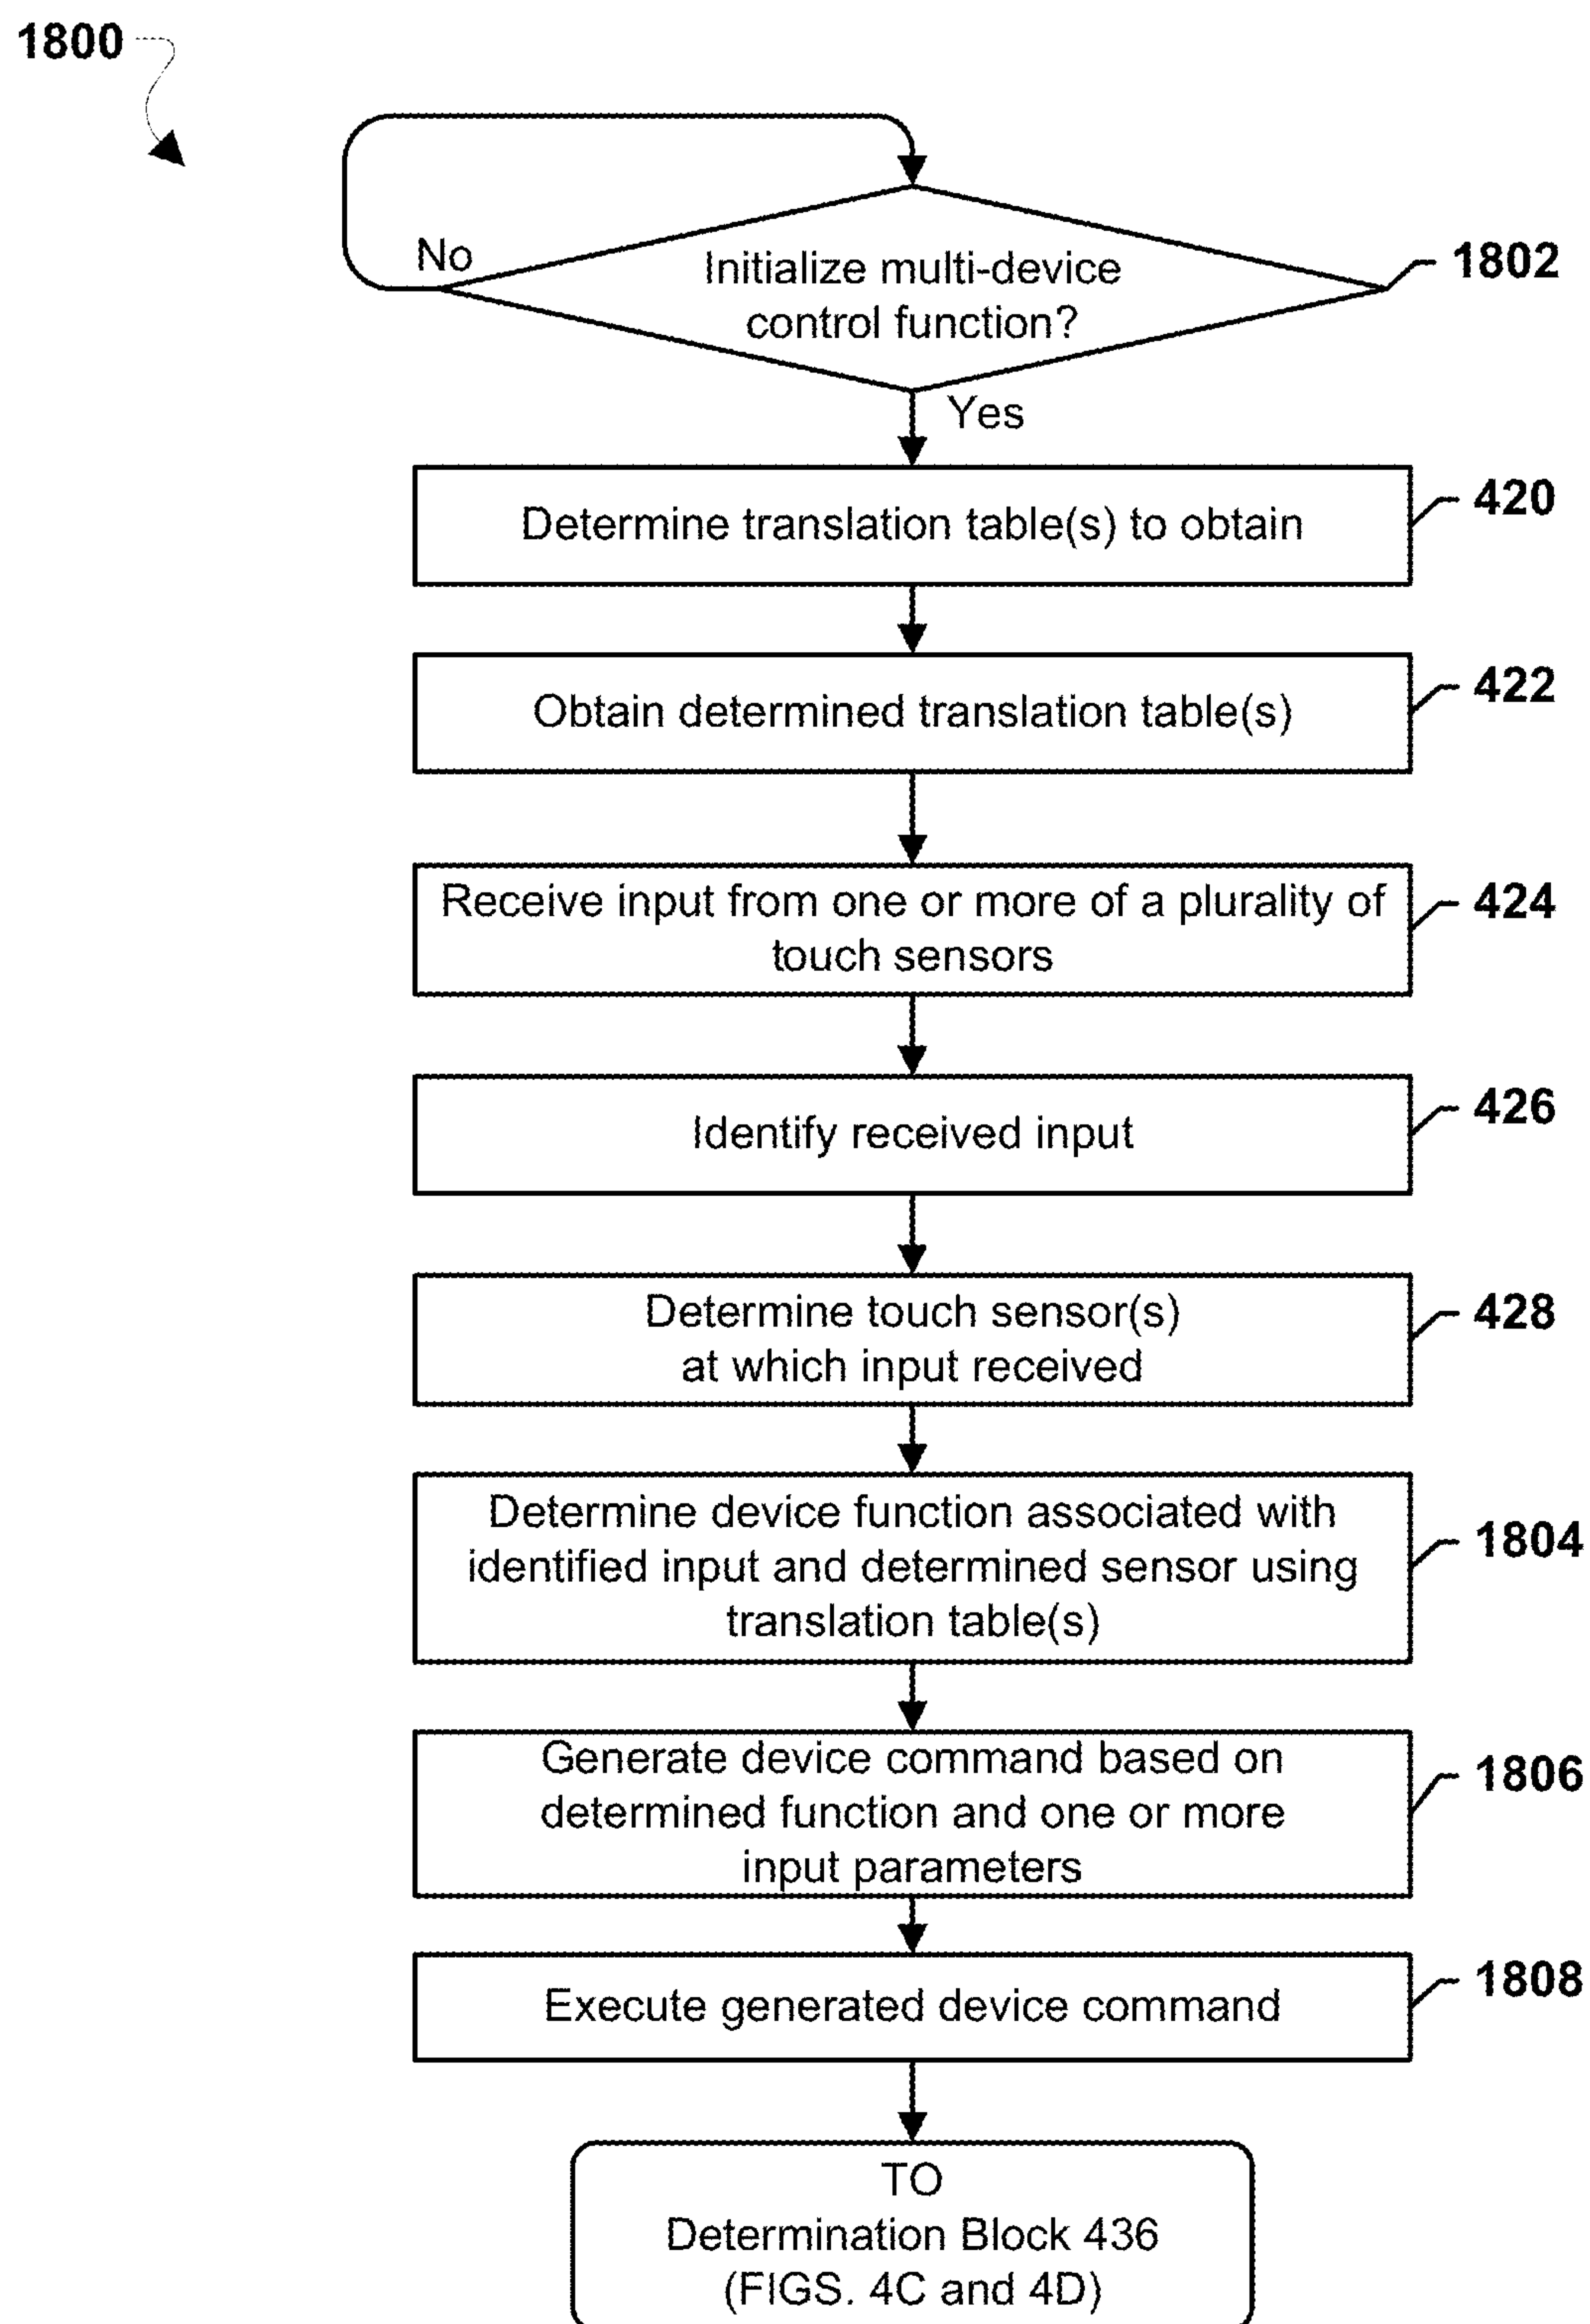 1800
No
Initialize multi-device
control function?
1802
Yes
Determine translation table(s) to obtain
420
Obtain determined translation table(s)
422
Receive input from one or more of a plurality of
touch sensors
424
Identify received input
426
Determine touch sensor(s)
at which input received
428
Determine device function associated with
identified input and determined sensor using
translation table(s)
1804
Generate device command based on
determined function and one or more
input parameters
1806
Execute generated device command
1808
TO
Determination Block 436
(FIGS. 4C and 4D)